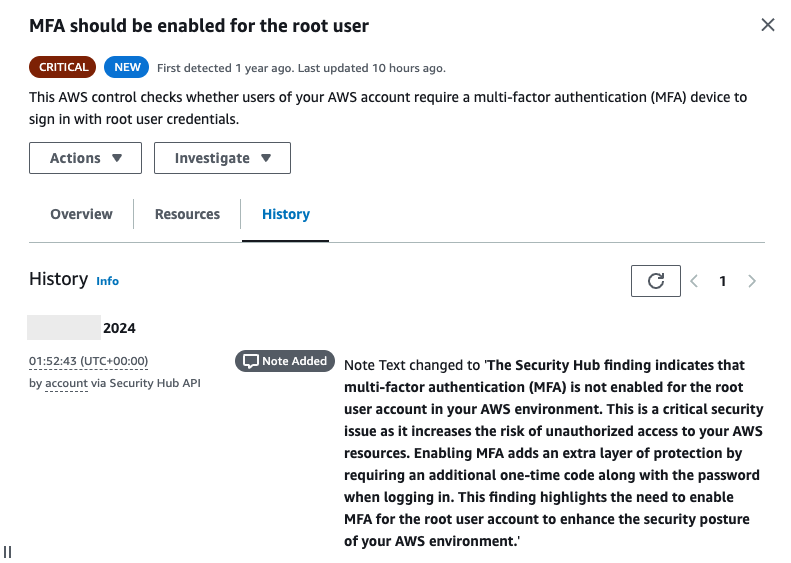 MFA should be enabled for the root user
CRITICAL NEW First detected 1 year ago. Last updated 10 hours ago.
This AWS control checks whether users of your AWS account require a multi-factor authentication (MFA) device to
sign in with root user credentials.
Actions Investigate
Overview Resources History
History Info 1
2024
01:52:43 (UTC+00:00)
by account via Security Hub API
Note Added
Note Text changed to 'The Security Hub finding indicates that
multi-factor authentication (MFA) is not enabled for the root
user account in your AWS environment. This is a critical security
issue as it increases the risk of unauthorized access to your AWS
resources. Enabling MFA adds an extra layer of protection by
requiring an additional one-time code along with the password
when logging in. This finding highlights the need to enable
MFA for the root user account to enhance the security posture
of your AWS environment.'